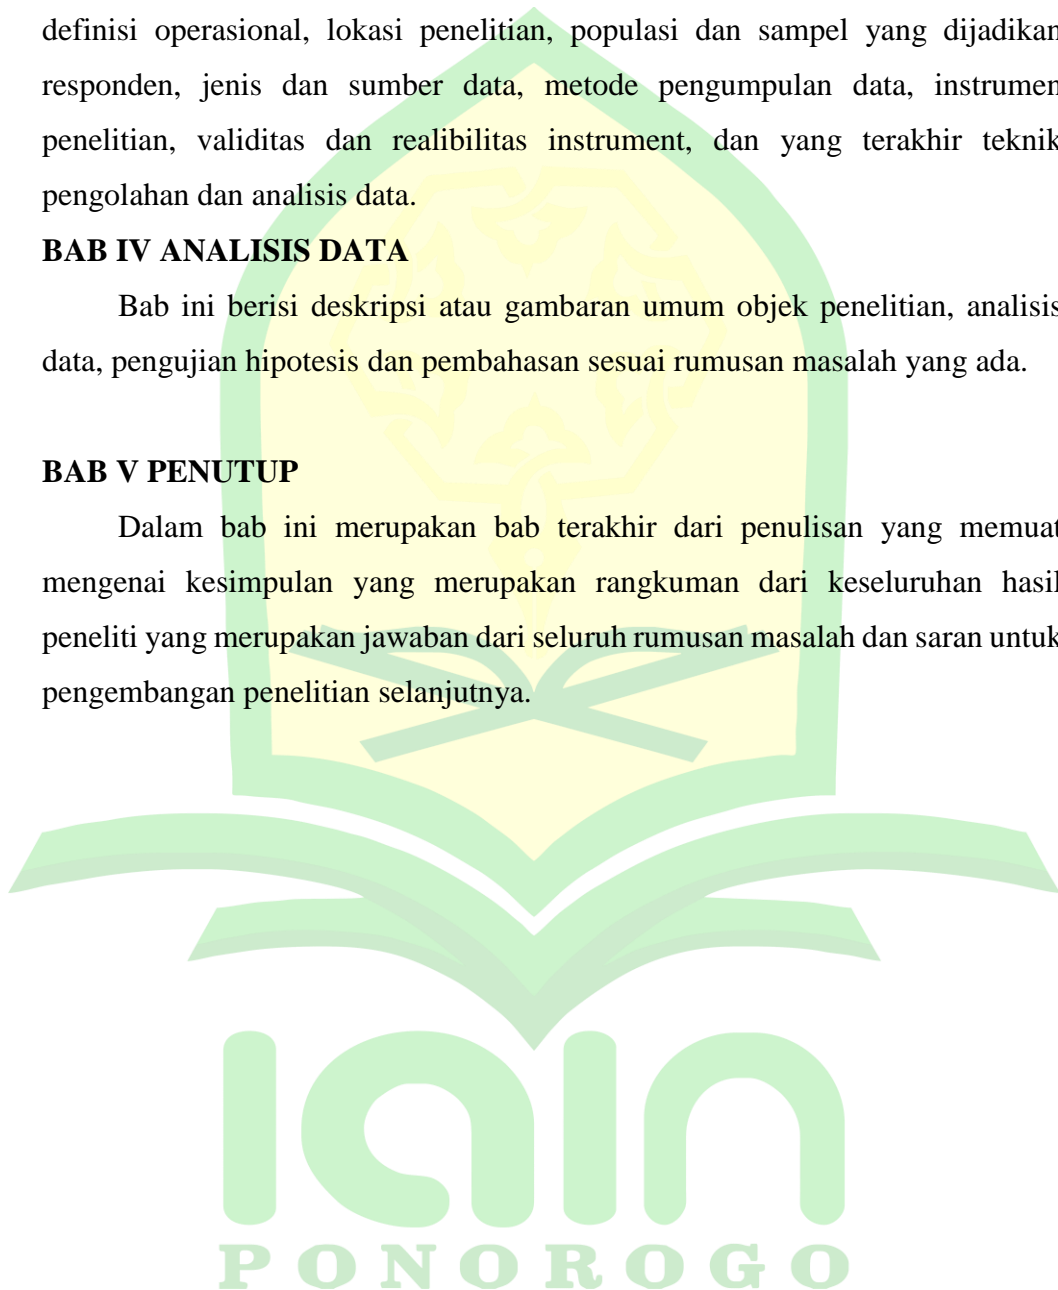 definisi operasional, lokasi penelitian, populasi dan sampel yang dijadikan
responden, jenis dan sumber data, metode pengumpulan data, instrumen
penelitian, validitas dan realibilitas instrument, dan yang terakhir teknik
pengolahan dan analisis data.
BAB IV ANALISIS DATA
Bab ini berisi deskripsi atau gambaran umum objek penelitian, analisis
data, pengujian hipotesis dan pembahasan sesuai rumusan masalah yang ada.
BAB V PENUTUP
Dalam bab ini merupakan bab terakhir dari penulisan yang memuat
mengenai kesimpulan yang merupakan rangkuman dari keseluruhan hasil
peneliti yang merupakan jawaban dari seluruh rumusan masalah dan saran untuk
pengembangan penelitian selanjutnya.
iain
PONOROGO